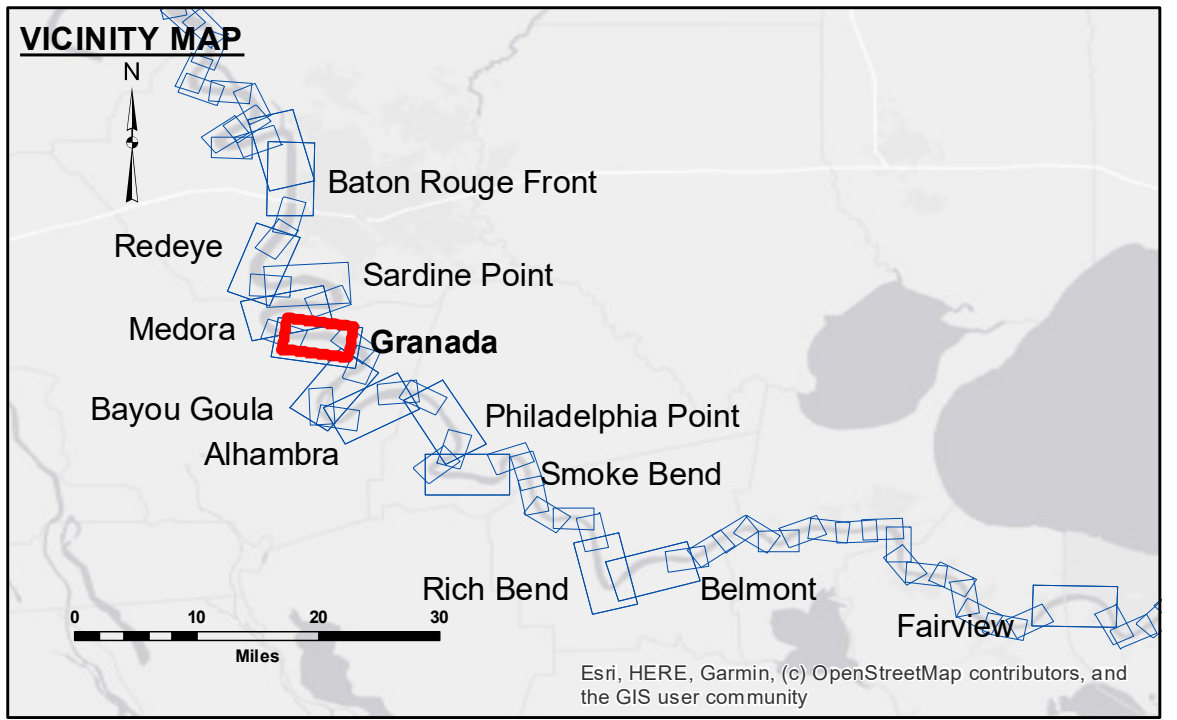 VICINITY MAP
N
Baton Rouge Front
Redeye
Sardine Point
Medora
Granada
Bayou Goula
Philadelphia Point
Alhambra
Smoke Bend
Rich Bend
Belmont
Fairview
0 10 20 30
Miles
Esri, HERE, Garmin, (c) OpenStreetMap contributors, and
the GIS user community